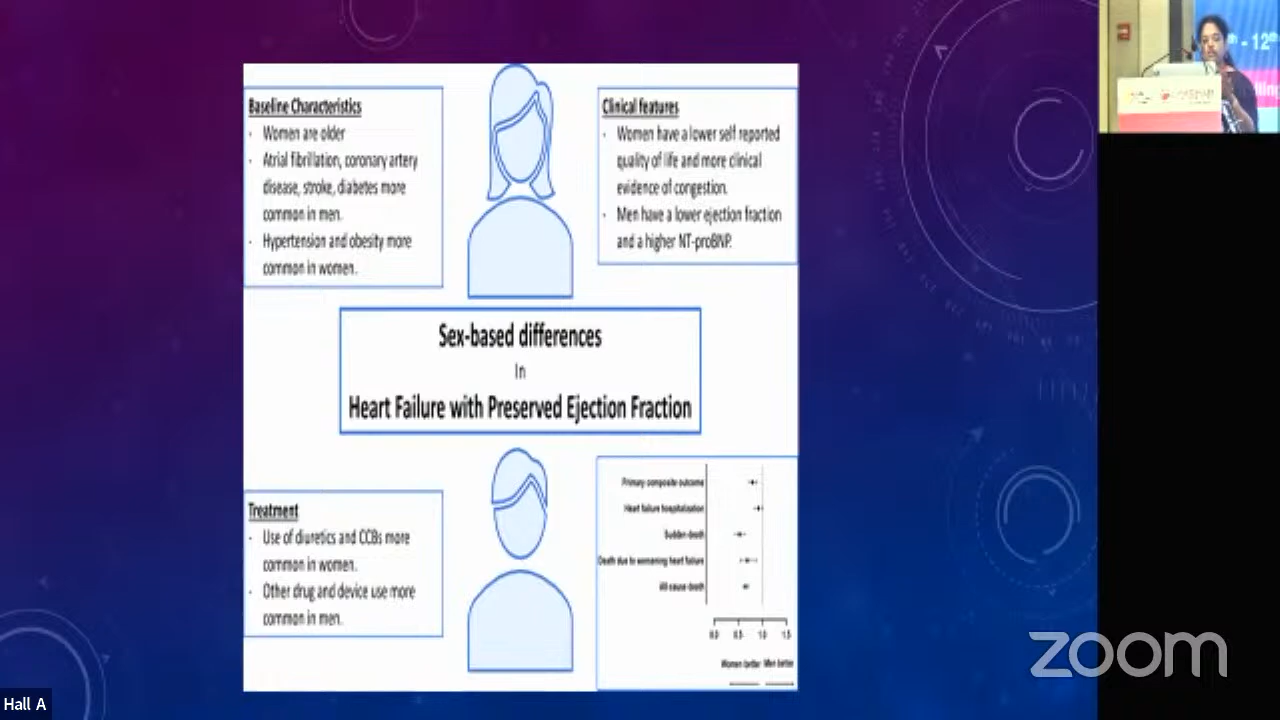 Baseline Characteristics
· Women are older
· Atrial fibrillation, coronary artery
disease, stroke, diabetes more
common in men.
· Hypertension and obesity more
common in women.
Clinical features
· Women have a lower self reported
quality of life and more clinical
evidence of congestion.
· Men have a lower ejection fraction
and a higher NT-proBNP.
Sex-based differences
In
Heart Failure with Preserved Ejection Fraction
Treatment
· Use of diuretics and CCBs more
common in women.
· Other drug and device use more
common in men.
Primary composite outcome
Heart failure hospitalization
Sudden death
Death due to worsening heart failure
All-cause death
0.0 0.5 1.0 1.5
Women better Men better
- 12th
zoom
Hall A